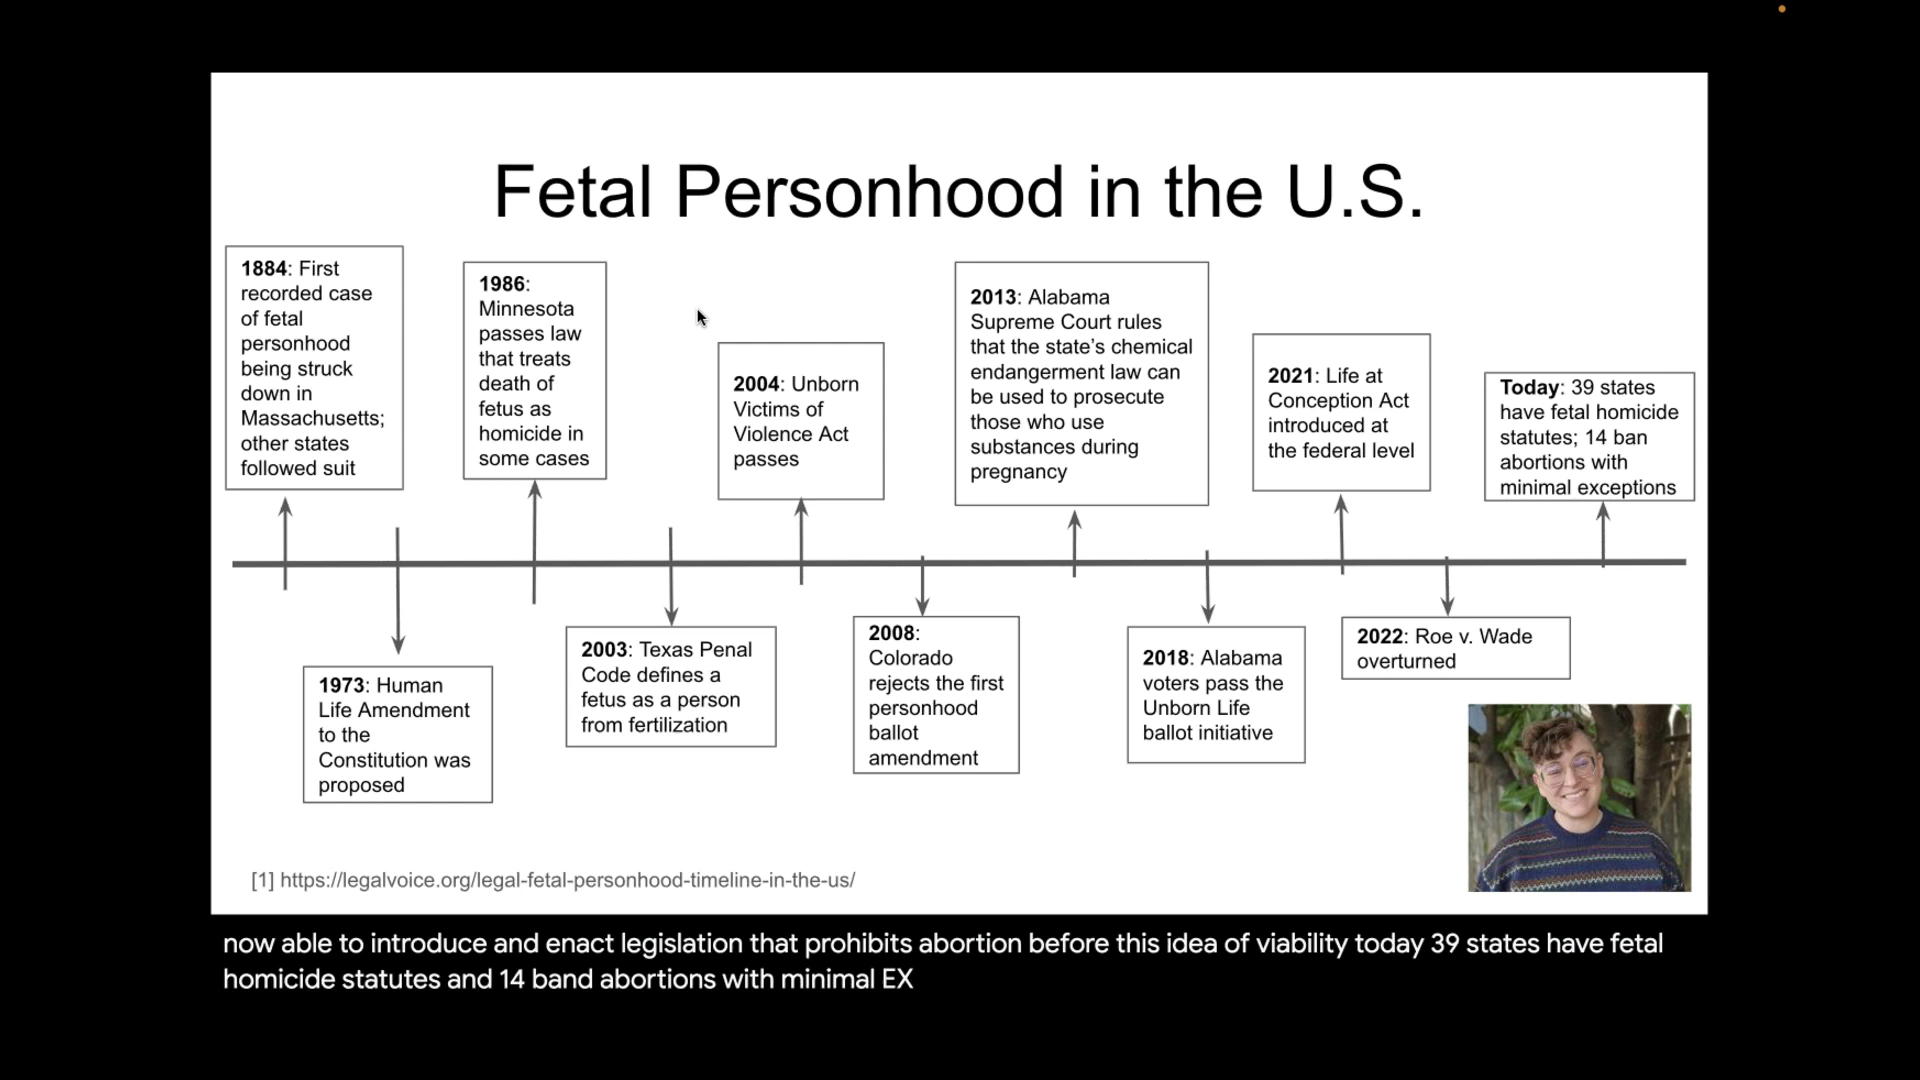 Fetal Personhood in the U.S.
1884: First
recorded case
of fetal
personhood
being struck
down in
Massachusetts;
other states
followed suit
1973: Human
Life Amendment
to the
Constitution was
proposed
1986:
Minnesota
passes law
that treats
death of
fetus as
homicide in
some cases
2003: Texas Penal
Code defines a
fetus as a person
from fertilization
2004: Unborn
Victims of
Violence Act
passes
2008:
Colorado
rejects the first
personhood
ballot
amendment
2013: Alabama
Supreme Court rules
that the state's chemical
endangerment law can
be used to prosecute
those who use
substances during
pregnancy
2018: Alabama
voters pass the
Unborn Life
ballot initiative
2021: Life at
Conception Act
introduced at
the federal level
2022: Roe v. Wade
overturned
Today: 39 states
have fetal homicide
statutes; 14 ban
abortions with
minimal exceptions
[1] https://legalvoice.org/legal-fetal-personhood-timeline-in-the-us/
now able to introduce and enact legislation that prohibits abortion before this idea of viability today 39 states have fetal
homicide statutes and 14 band abortions with minimal EX